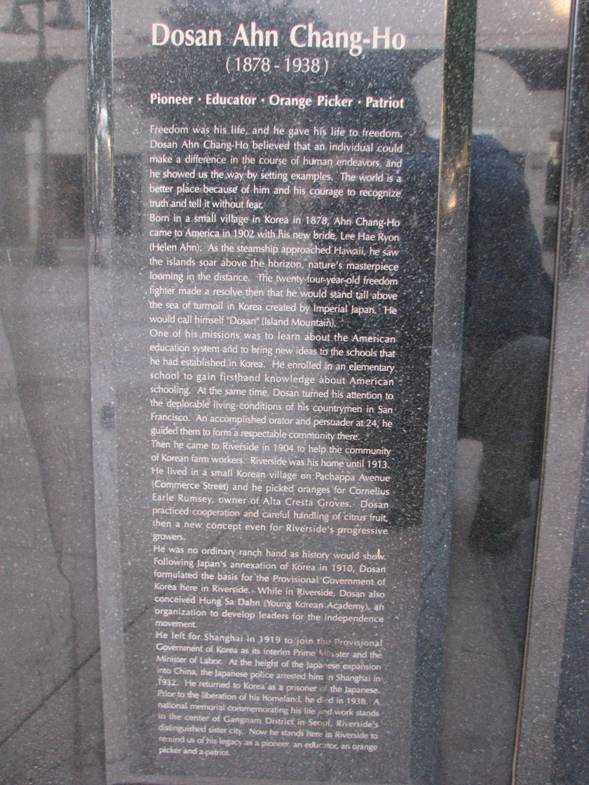 Dosan Ahn Chang-Ho
(1878 - 1938)
Pioneer · Educator · Orange Picker · Patriot
Freedom was his life, and he gave his life to freedom.
Dosan Ahn Chang-Ho believed that an individual could
make a difference in the course of human endeavors, and
he showed us the way by setting examples. The world is a
better place because of him and his courage to recognize
truth and tell it without fear.
Born in a small village in Korea in 1878, Ahn Chang-Ho
came to America in 1902 with his new bride, Lee Hae Ryon
(Helen Ahn). As the steamship approached Hawaii, he saw
the islands soar above the horizon, nature's masterpiece
looming in the distance. The twenty-four-year-old freedom
fighter made a resolve then that he would stand tall above
the sea of turmoil in Korea created by Imperial Japan. He
would call himself "Dosan" (Island Mountain).
One of his missions was to learn about the American
education system and to bring new ideas to the schools that
he had established in Korea. He enrolled in an elementary
school to gain firsthand knowledge about American
schooling. At the same time, Dosan turned his attention to
the deplorable living conditions of his countrymen in San
Francisco. An accomplished orator and persuader at 24, he
guided them to form a respectable community there.
Then he came to Riverside in 1904 to help the community
of Korean farm workers. Riverside was his home until 1913.
He lived in a small Korean village on Pachappa Avenue
(Commerce Street) and he picked oranges for Cornelius
Earle Rumsey, owner of Alta Cresta Groves. Dosan
practiced cooperation and careful handling of citrus fruit,
then a new concept even for Riverside's progressive
growers.
He was no ordinary ranch hand as history would show.
Following Japan's annexation of Korea in 1910, Dosan
formulated the basis for the Provisional Government of
Korea here in Riverside. While in Riverside, Dosan also
conceived Hung Sa Dahn (Young Korean Academy), an
organization to develop leaders for the independence
movement.
He left for Shanghai in 1919 to join the Provisional
Government of Korea as its interim Prime Minister and the
Minister of Labor. At the height of the Japanese expansion
into China, the Japanese police arrested him in Shanghai in
1932. He returned to Korea as a prisoner of the Japanese.
Prior to the liberation of his homeland, he died in 1938. A
national memorial commemorating his life and work stands
in the center of Gangnam District in Seoul, Riverside's
distinguished sister city. Now he stands here in Riverside to
remind us of his legacy as a pioneer, an educator, an orange
picker and a patriot.